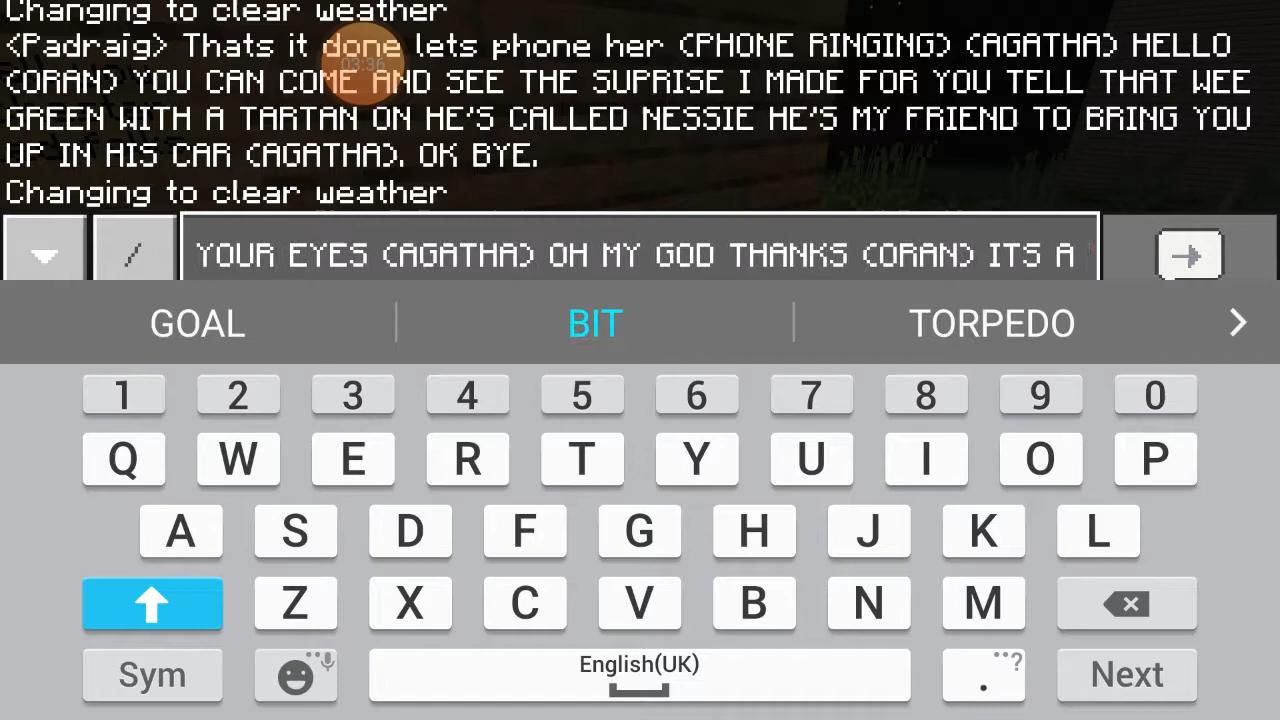 Changing to clear weather
<Padraig> Thats it done lets phone her (PHONE RINGING) (AGATHA) HELLO
(ORAN) YOU CAN COME AND SEE THE SUPRISE I MADE FOR YOU TELL THAT WEE
GREEN WITH A TARTAN ON HE'S CALLED NESSIE HE'S MY FRIEND TO BRING YOU
UP IN HIS CAR (AGATHA). OK BYE.
Changing to clear weather
03:36
/ YOUR EYES (AGATHA) OH MY GOD THANKS (ORAN) ITS A
GOAL BIT TORPEDO
1 2 3 4 5 6 7 8 9 0
Q W E R T Y U I O P
A S D F G H J K L
Z X C V B N M
English(UK)
Sym . ? Next